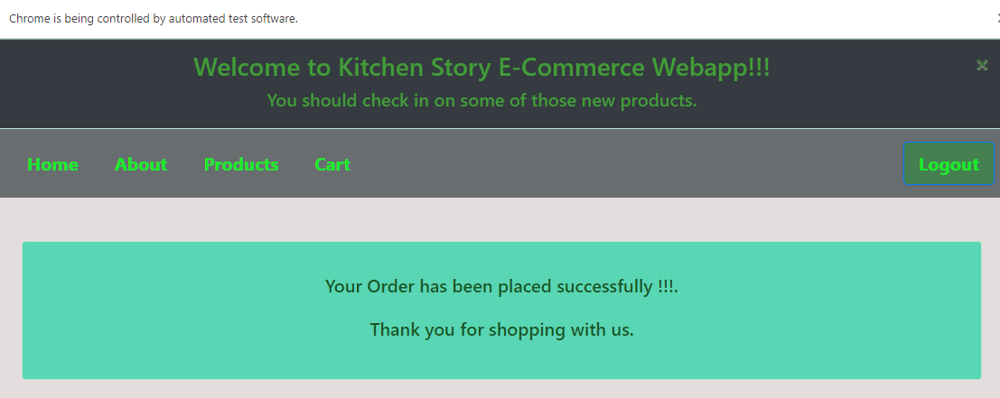 Chrome is being controlled by automated test software.
Welcome to Kitchen Story E-Commerce Webapp!!!
You should check in on some of those new products.
Home About Products Cart Logout
Your Order has been placed successfully !!!.
Thank you for shopping with us.